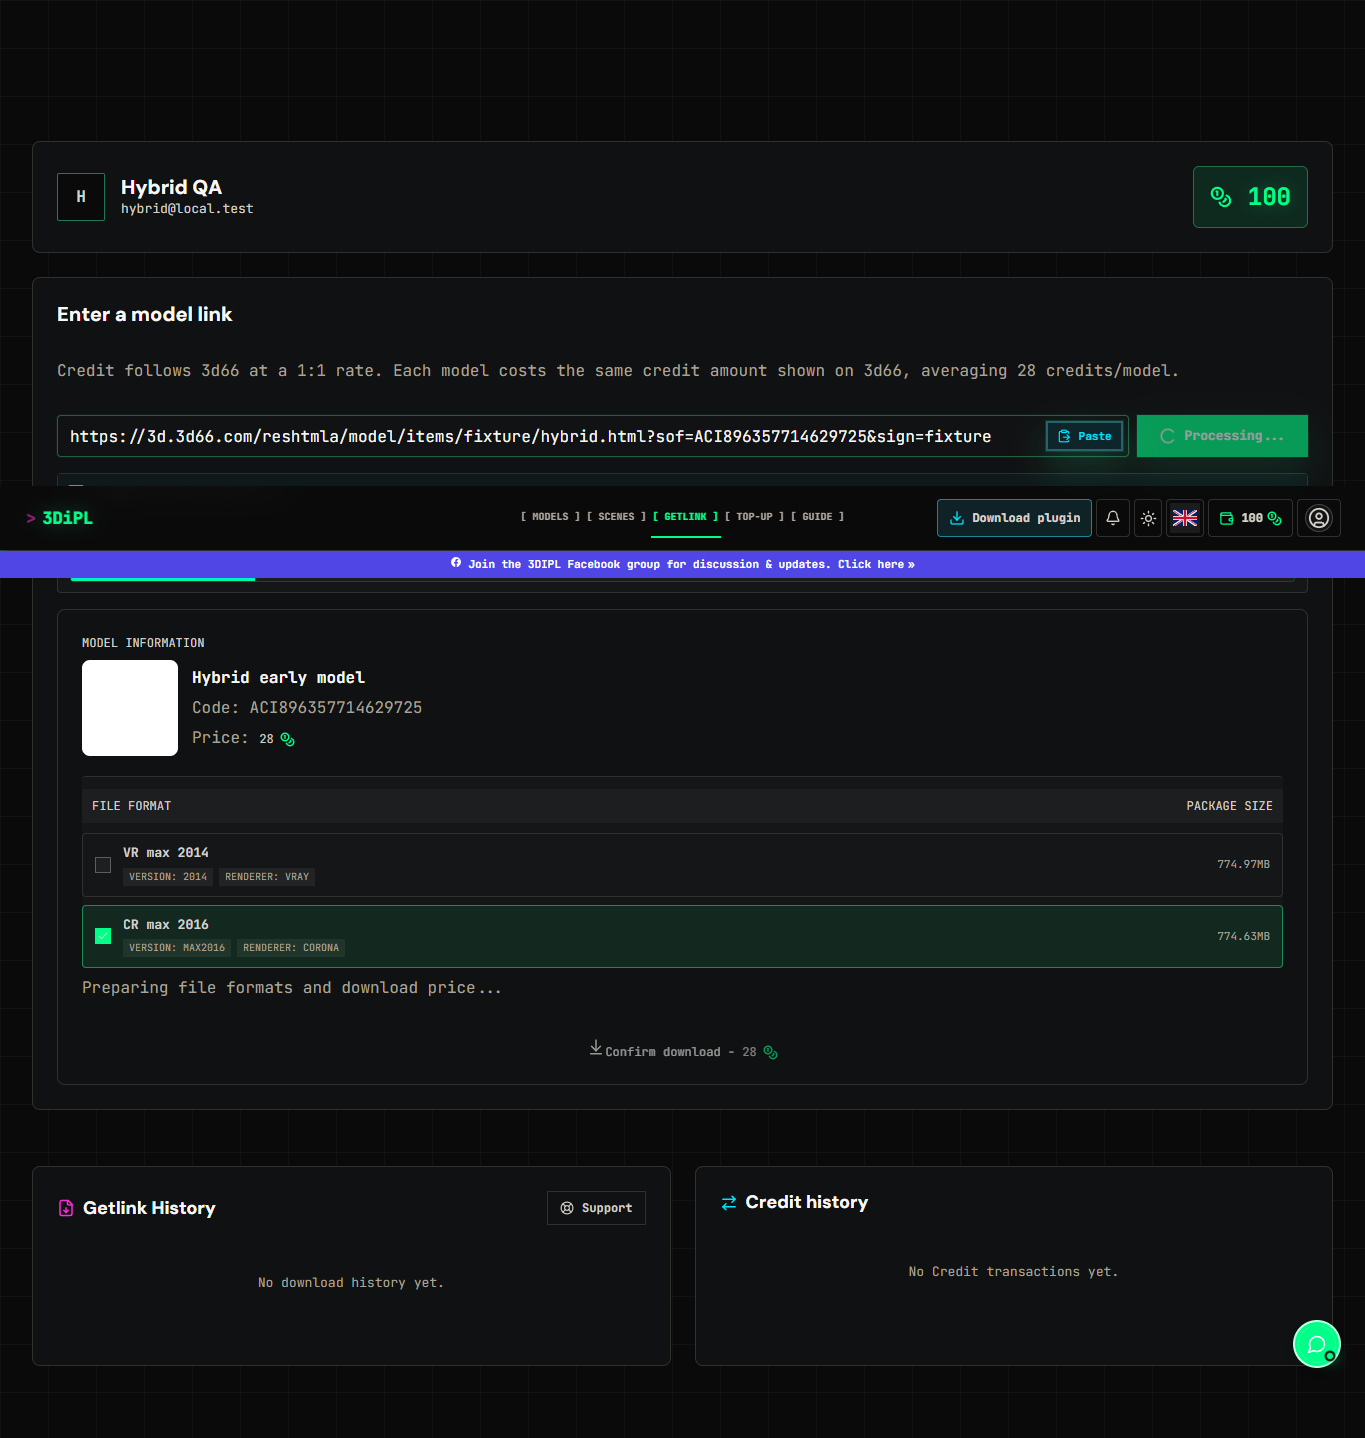 H
Hybrid QA
hybrid@local.test
100
Enter a model link
Credit follows 3d66 at a 1:1 rate. Each model costs the same credit amount shown on 3d66, averaging 28 credits/model.
https://3d.3d66.com/reshtmla/model/items/fixture/hybrid.html?sof=ACI896357714629725&sign=fixture
Paste
Processing...
> 3DiPL
[ MODELS ] [ SCENES ] [ GETLINK ] [ TOP-UP ] [ GUIDE ]
Download plugin
100
Join the 3DIPL Facebook group for discussion & updates. Click here »
MODEL INFORMATION
Hybrid early model
Code: ACI896357714629725
Price: 28
FILE FORMAT
PACKAGE SIZE
VR max 2014
VERSION: 2014 RENDERER: VRAY
774.97MB
CR max 2016
VERSION: MAX2016 RENDERER: CORONA
774.63MB
Preparing file formats and download price...
Confirm download - 28
Getlink History
Support
No download history yet.
Credit history
No Credit transactions yet.